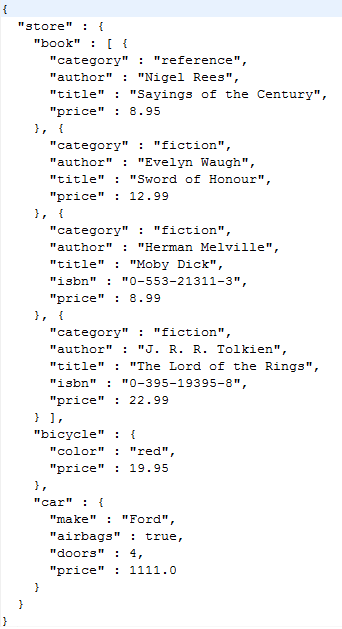 {
  "store" : {
    "book" : [ {
      "category" : "reference",
      "author" : "Nigel Rees",
      "title" : "Sayings of the Century",
      "price" : 8.95
    }, {
      "category" : "fiction",
      "author" : "Evelyn Waugh",
      "title" : "Sword of Honour",
      "price" : 12.99
    }, {
      "category" : "fiction",
      "author" : "Herman Melville",
      "title" : "Moby Dick",
      "isbn" : "0-553-21311-3",
      "price" : 8.99
    }, {
      "category" : "fiction",
      "author" : "J. R. R. Tolkien",
      "title" : "The Lord of the Rings",
      "isbn" : "0-395-19395-8",
      "price" : 22.99
    } ],
    "bicycle" : {
      "color" : "red",
      "price" : 19.95
    },
    "car" : {
      "make" : "Ford",
      "airbags" : true,
      "doors" : 4,
      "price" : 1111.0
    }
  }
}